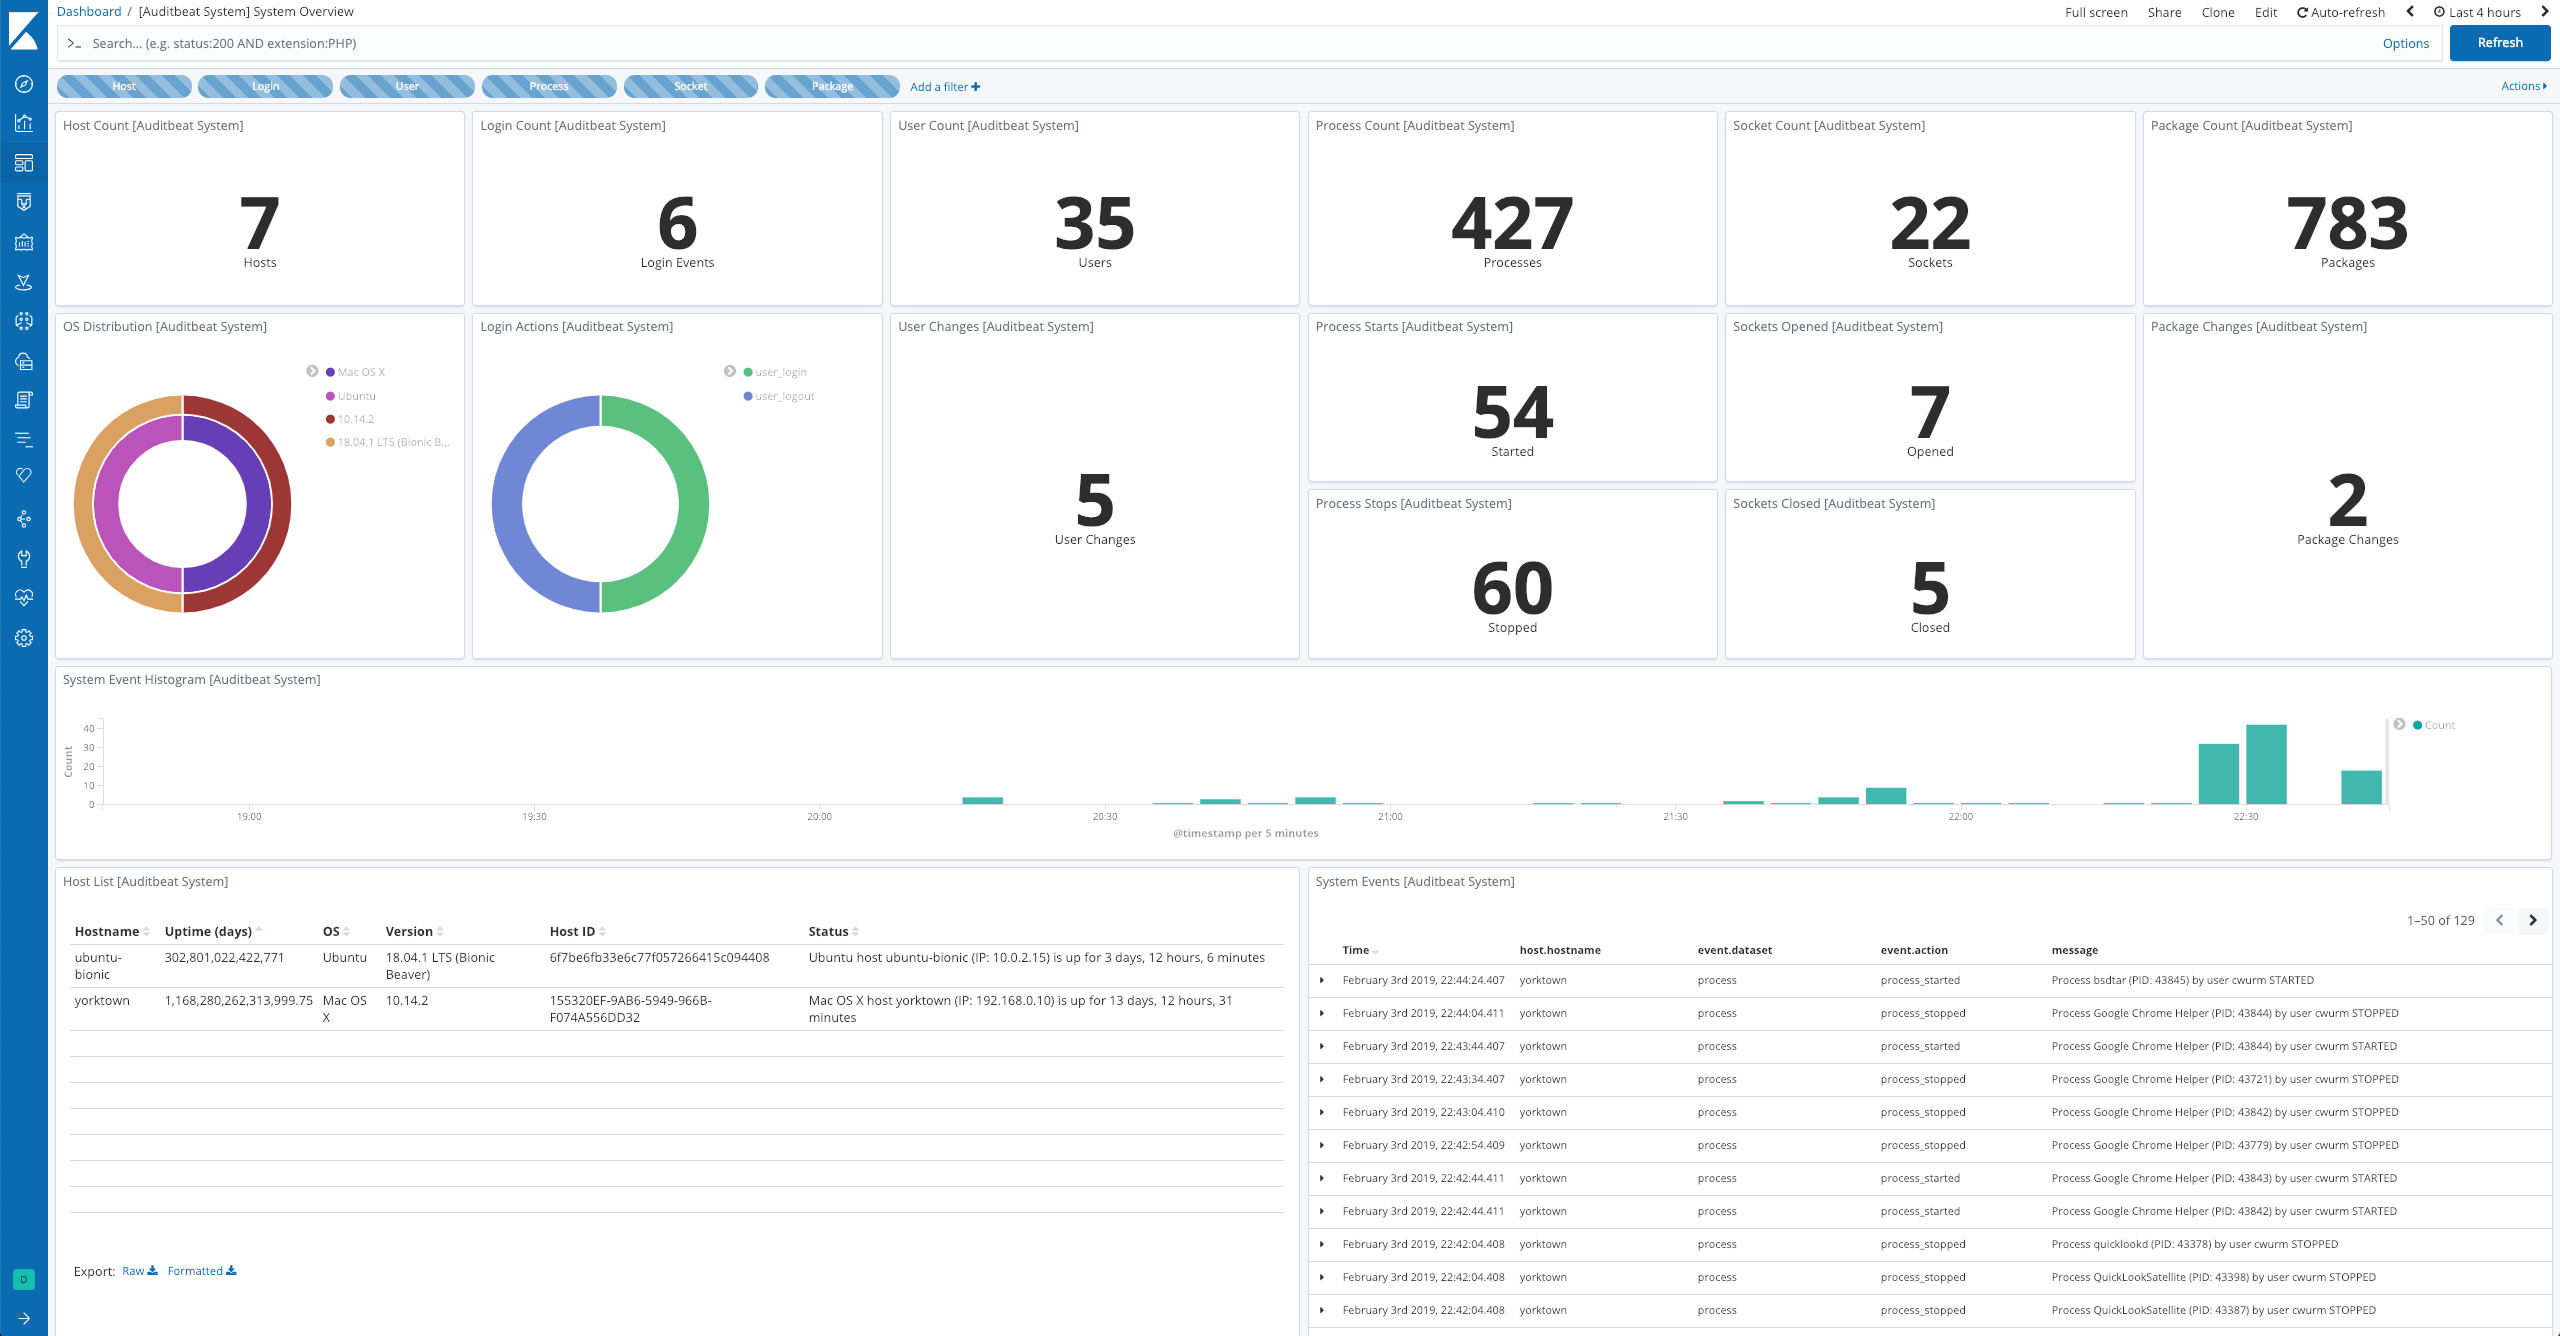 Dashboard / [Auditbeat System] System Overview
Full screen Share Clone Edit Auto-refresh Last 4 hours
>_ Search... (e.g. status:200 AND extension:PHP)
Options Refresh
Host Login User Process Socket Package Add a filter
Actions
Host Count [Auditbeat System]
7
Hosts
Login Count [Auditbeat System]
6
Login Events
User Count [Auditbeat System]
35
Users
Process Count [Auditbeat System]
427
Processes
Socket Count [Auditbeat System]
22
Sockets
Package Count [Auditbeat System]
783
Packages
OS Distribution [Auditbeat System]
Mac OS X
Ubuntu
10.14.2
18.04.1 LTS (Bionic B...
Login Actions [Auditbeat System]
user_login
user_logout
User Changes [Auditbeat System]
5
User Changes
Process Starts [Auditbeat System]
54
Started
Sockets Opened [Auditbeat System]
7
Opened
Package Changes [Auditbeat System]
2
Package Changes
Process Stops [Auditbeat System]
60
Stopped
Sockets Closed [Auditbeat System]
5
Closed
System Event Histogram [Auditbeat System]
Count
40
30
20
10
0
19:00 19:30 20:00 20:30 21:00 21:30 22:00 22:30
@timestamp per 5 minutes
Count
Host List [Auditbeat System]
Hostname Uptime (days) OS Version Host ID Status
ubuntu- 302,801,022,422,771 Ubuntu 18.04.1 LTS (Bionic 6f7be6fb33e6c77f057266415c094408 Ubuntu host ubuntu-bionic (IP: 10.0.2.15) is up for 3 days, 12 hours, 6 minutes
bionic Beaver)
yorktown 1,168,280,262,313,999.75 Mac OS 10.14.2 155320EF-9AB6-5949-966B- Mac OS X host yorktown (IP: 192.168.0.10) is up for 13 days, 12 hours, 31
X F074A556DD32 minutes
Export: Raw Formatted
System Events [Auditbeat System]
1–50 of 129
Time host.hostname event.dataset event.action message
February 3rd 2019, 22:44:24.407 yorktown process process_started Process bsdtar (PID: 43845) by user cwurm STARTED
February 3rd 2019, 22:44:04.411 yorktown process process_stopped Process Google Chrome Helper (PID: 43844) by user cwurm STOPPED
February 3rd 2019, 22:43:44.407 yorktown process process_started Process Google Chrome Helper (PID: 43844) by user cwurm STARTED
February 3rd 2019, 22:43:34.407 yorktown process process_stopped Process Google Chrome Helper (PID: 43721) by user cwurm STOPPED
February 3rd 2019, 22:43:04.410 yorktown process process_stopped Process Google Chrome Helper (PID: 43842) by user cwurm STOPPED
February 3rd 2019, 22:42:54.409 yorktown process process_stopped Process Google Chrome Helper (PID: 43779) by user cwurm STOPPED
February 3rd 2019, 22:42:44.411 yorktown process process_started Process Google Chrome Helper (PID: 43843) by user cwurm STARTED
February 3rd 2019, 22:42:44.411 yorktown process process_started Process Google Chrome Helper (PID: 43842) by user cwurm STARTED
February 3rd 2019, 22:42:04.408 yorktown process process_stopped Process quicklookd (PID: 43378) by user cwurm STOPPED
February 3rd 2019, 22:42:04.408 yorktown process process_stopped Process QuickLookSatellite (PID: 43398) by user cwurm STOPPED
February 3rd 2019, 22:42:04.408 yorktown process process_stopped Process QuickLookSatellite (PID: 43387) by user cwurm STOPPED
D